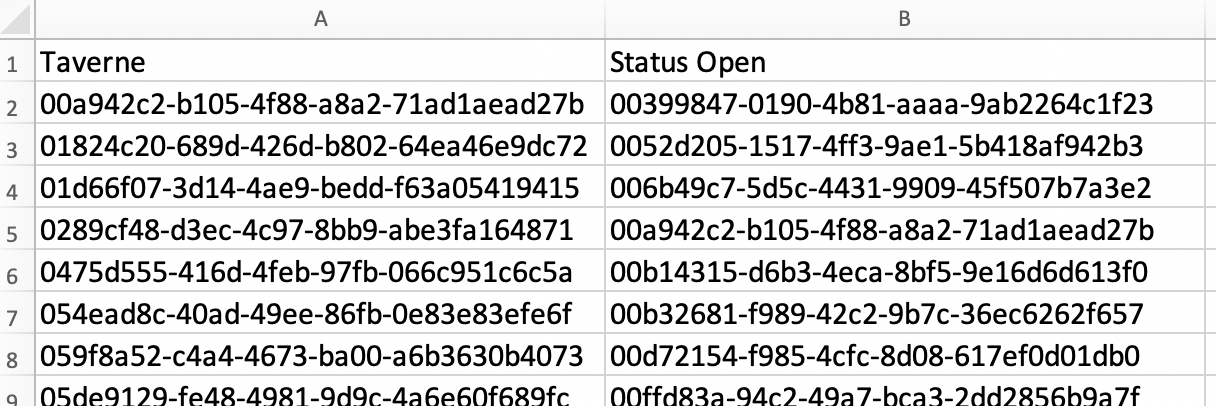 A B
1 Taverne Status Open
2 00a942c2-b105-4f88-a8a2-71ad1aead27b 00399847-0190-4b81-aaaa-9ab2264c1f23
3 01824c20-689d-426d-b802-64ea46e9dc72 0052d205-1517-4ff3-9ae1-5b418af942b3
4 01d66f07-3d14-4ae9-bedd-f63a05419415 006b49c7-5d5c-4431-9909-45f507b7a3e2
5 0289cf48-d3ec-4c97-8bb9-abe3fa164871 00a942c2-b105-4f88-a8a2-71ad1aead27b
6 0475d555-416d-4feb-97fb-066c951c6c5a 00b14315-d6b3-4eca-8bf5-9e16d6d613f0
7 054ead8c-40ad-49ee-86fb-0e83e83efe6f 00b32681-f989-42c2-9b7c-36ec6262f657
8 059f8a52-c4a4-4673-ba00-a6b3630b4073 00d72154-f985-4cfc-8d08-617ef0d01db0
9 05de9129-fe48-4981-9d9c-4a6e60f689fc 00ffd83a-94c2-49a7-bca3-2dd2856b9a7f